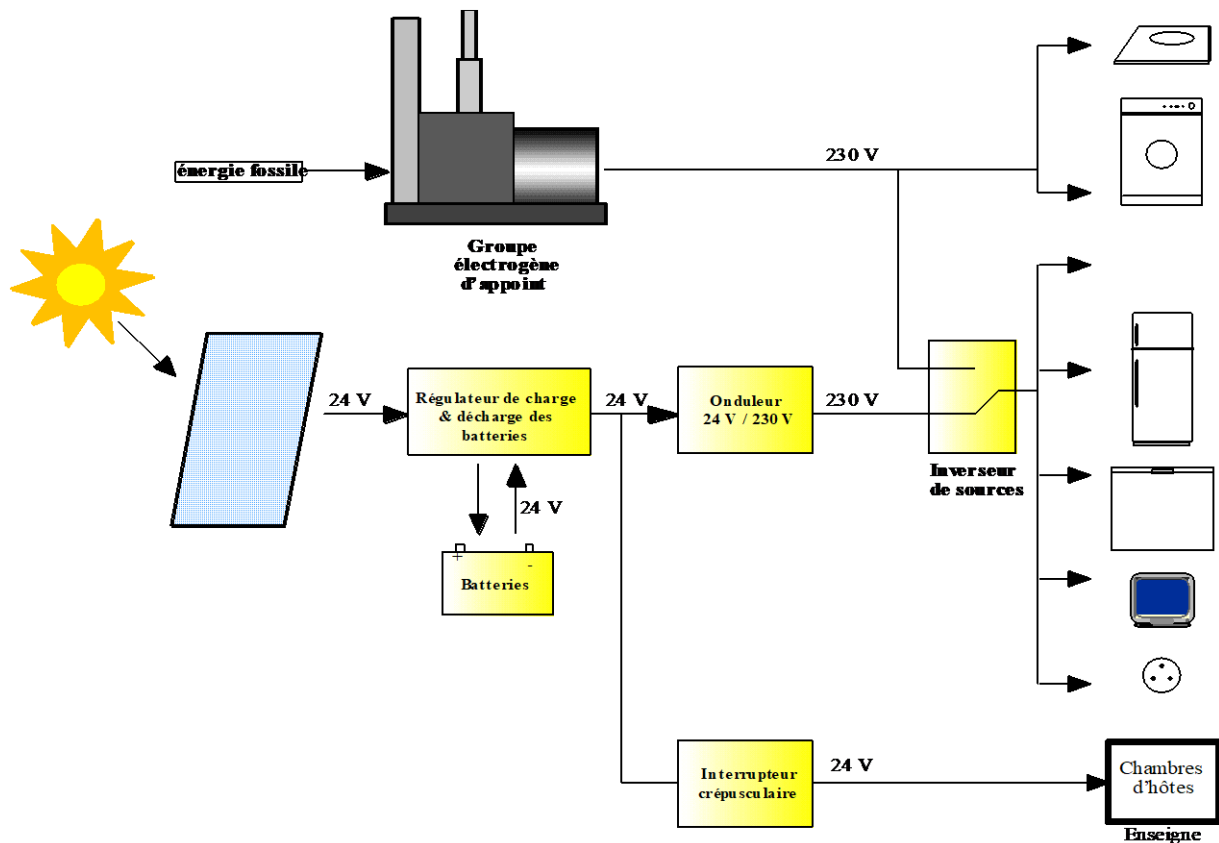 230 V
énergie fossile
Groupe
électrogène
d'appoint
24 V
Régulateur de charge
& décharge des
batteries
24 V
Onduleur
24 V / 230 V
230 V
Inverseur
de sources
24 V
+
-
Batteries
Interrupteur
crépusculaire
24 V
Chambres
d'hôtes
Enseigne